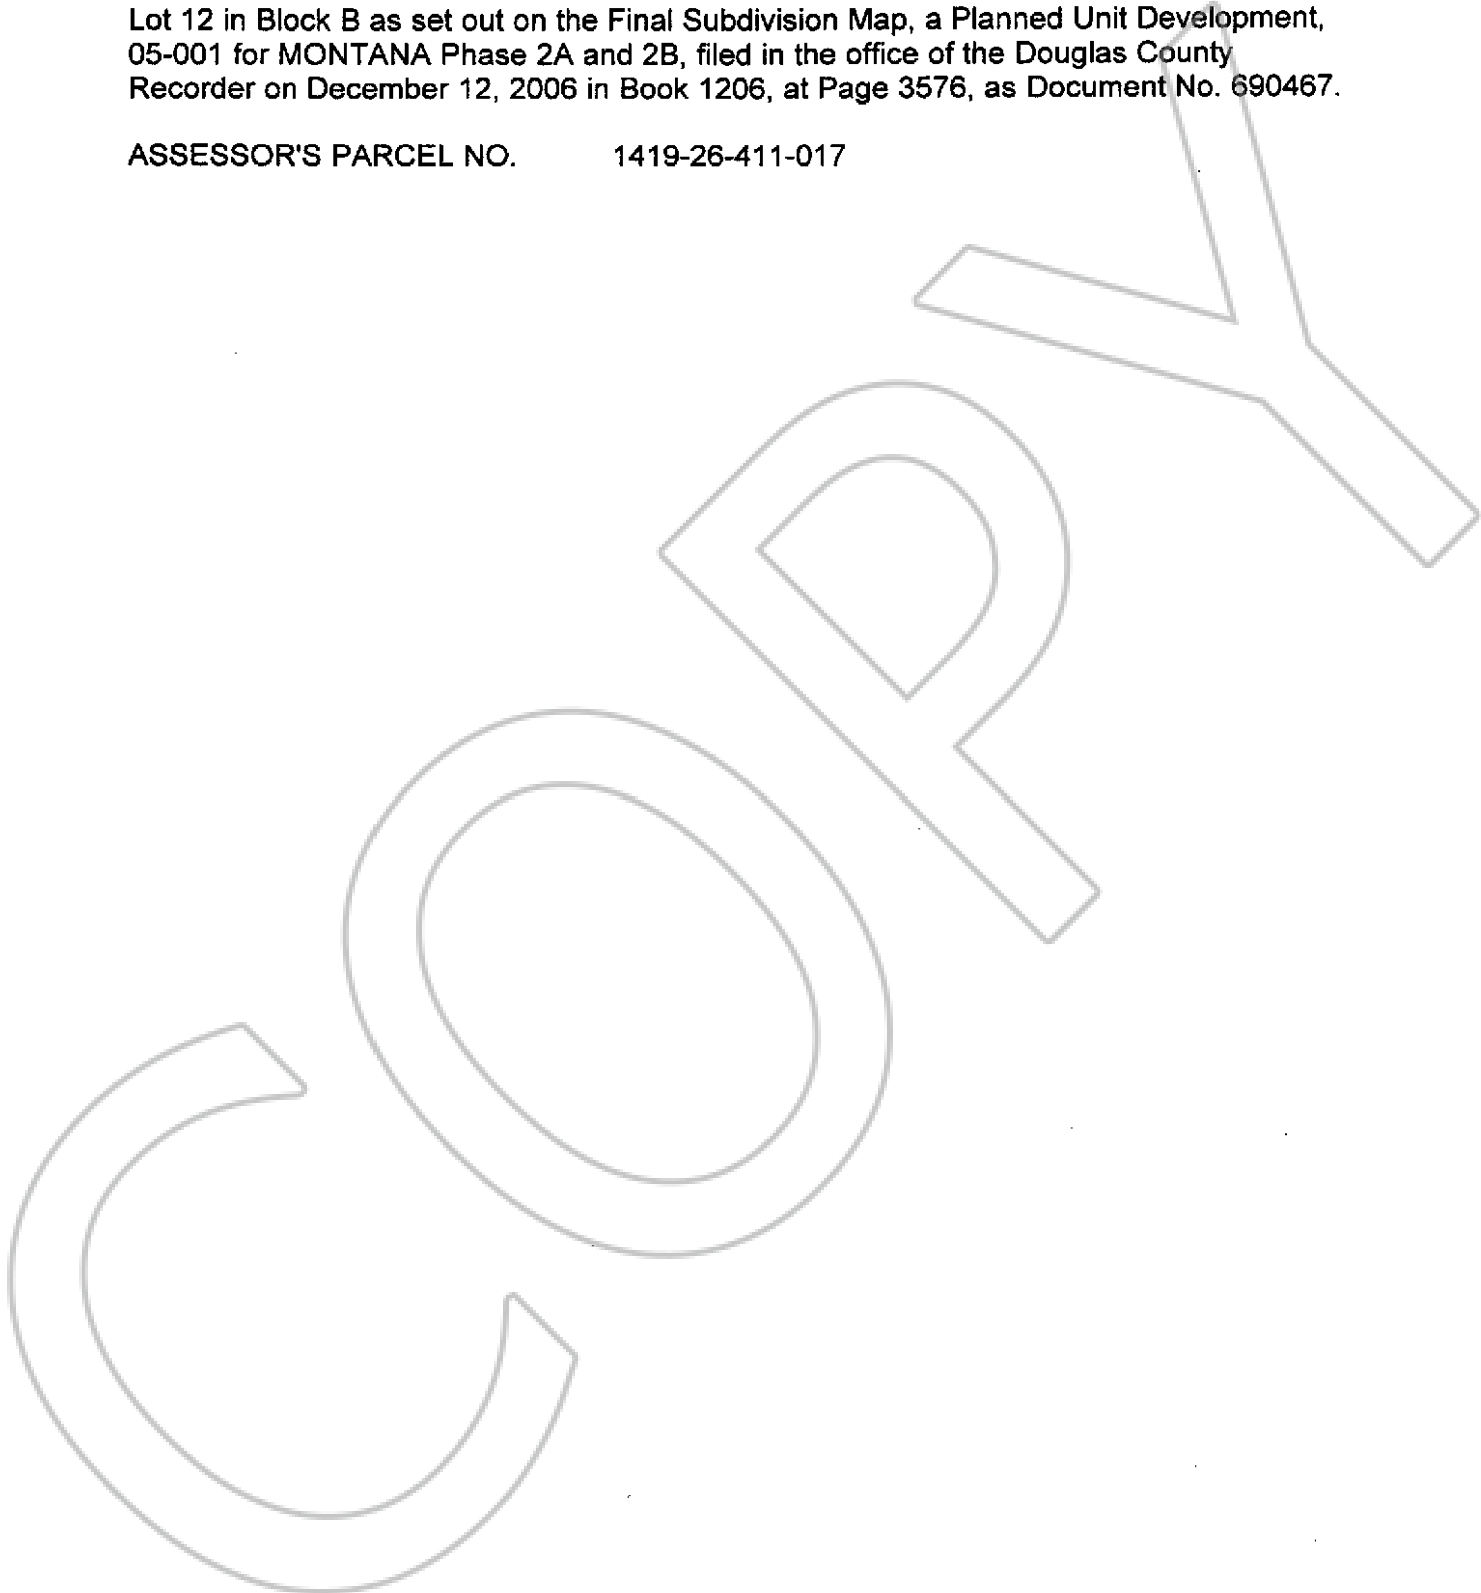 Lot 12 in Block B as set out on the Final Subdivision Map, a Planned Unit Development,
05-001 for MONTANA Phase 2A and 2B, filed in the office of the Douglas County
Recorder on December 12, 2006 in Book 1206, at Page 3576, as Document No. 690467.
ASSESSOR'S PARCEL NO. 1419-26-411-017
COPY